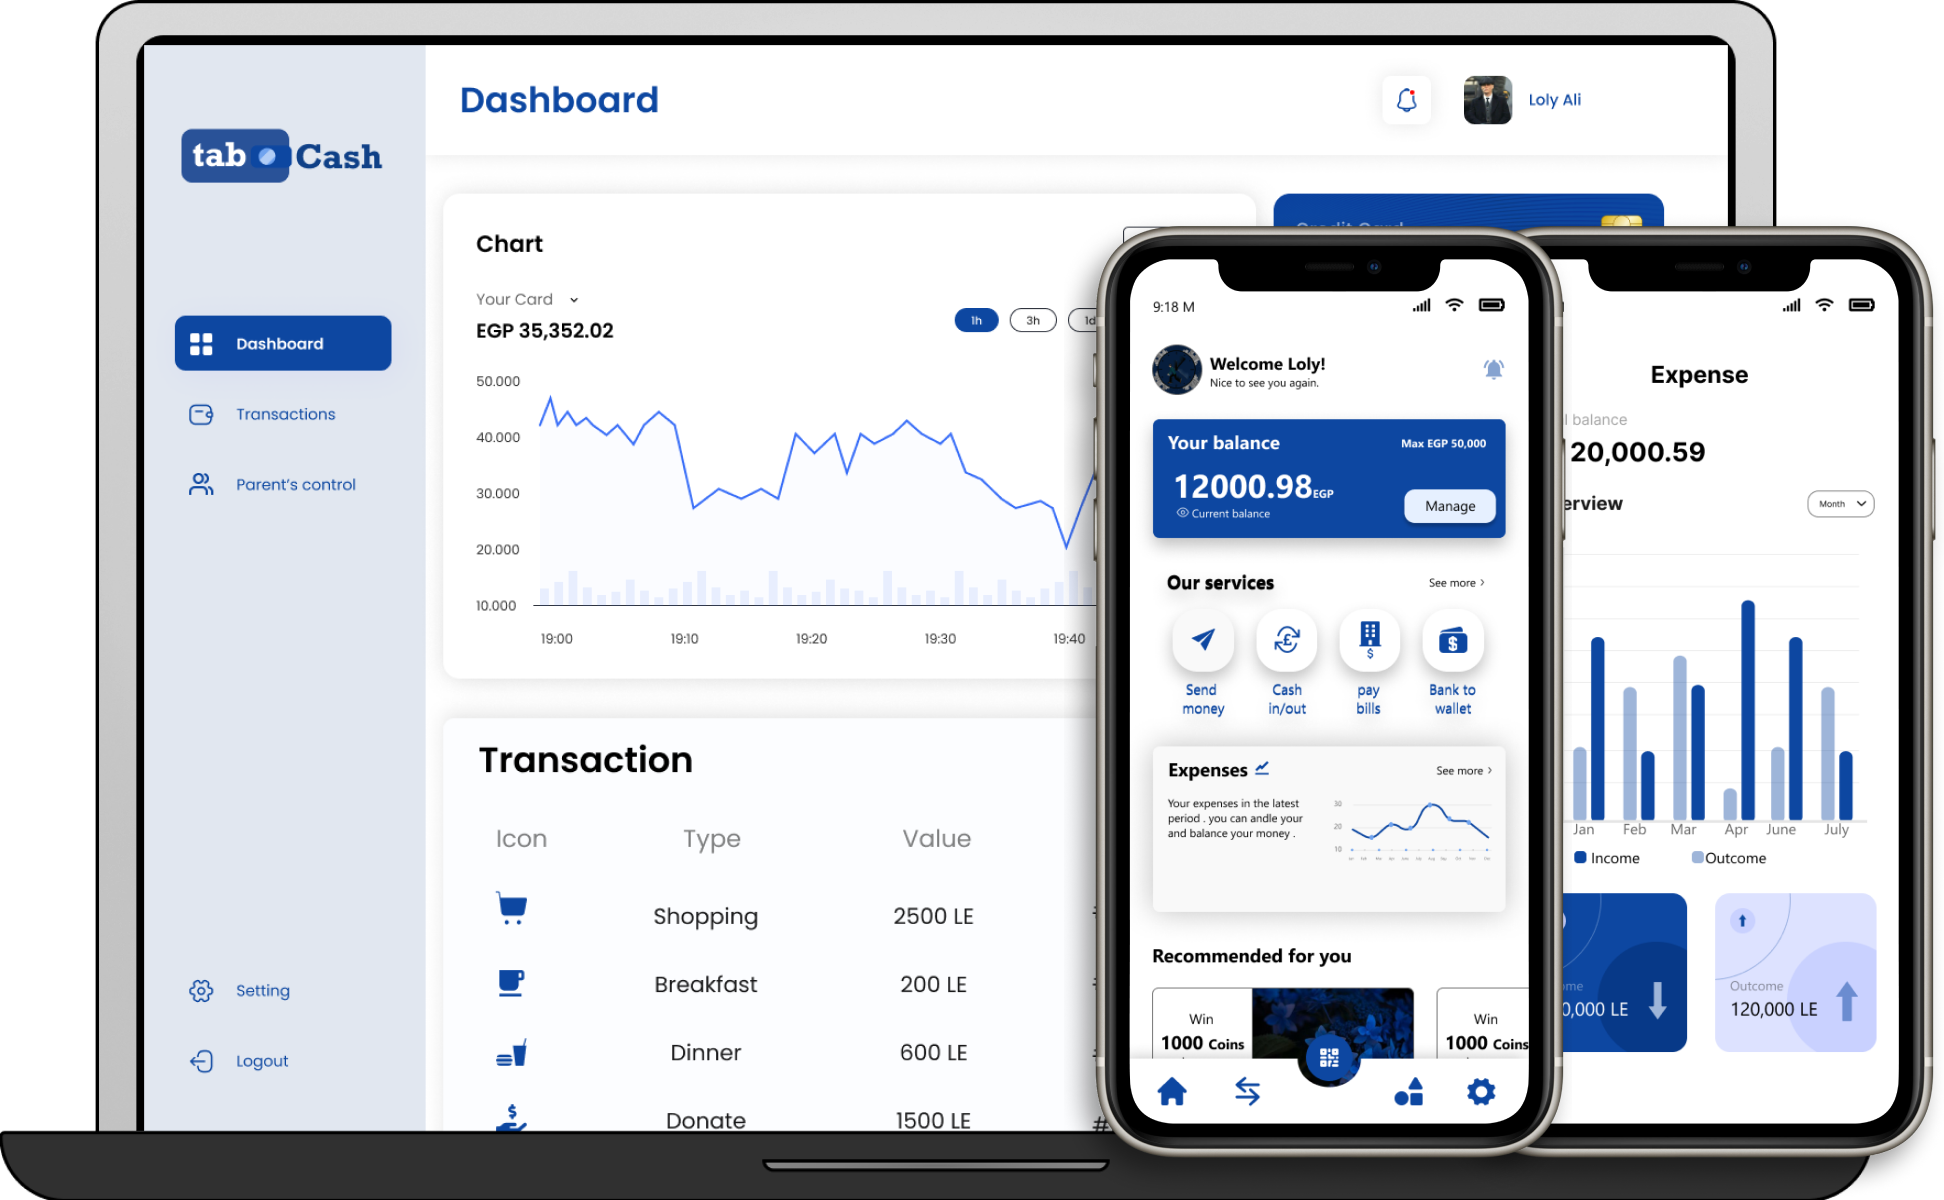 Dashboard
Loly Ali
tab Cash
Dashboard
Transactions
Parent's control
Setting
Logout
Chart
Your Card
EGP 35,352.02
1h
3h
1d
50.000
40.000
30.000
20.000
10.000
19:00
19:10
19:20
19:30
19:40
Credit Card
Transaction
Icon Type Value
Shopping 2500 LE
Breakfast 200 LE
Dinner 600 LE
Donate 1500 LE #
9:18 M
Welcome Loly!
Nice to see you again.
Your balance
Max EGP 50,000
12000.98 EGP
Current balance
Manage
Our services
See more
Send money
Cash in/out
pay bills
Bank to wallet
Expenses
See more
Your expenses in the latest
period . you can andle your
and balance your money .
30
20
10
Recommended for you
Win
1000 Coins
Win
1000 Coins
Expense
balance
20,000.59
erview
Month
Jan Feb Mar Apr June July
Income
Outcome
me
0,000 LE
Outcome
120,000 LE